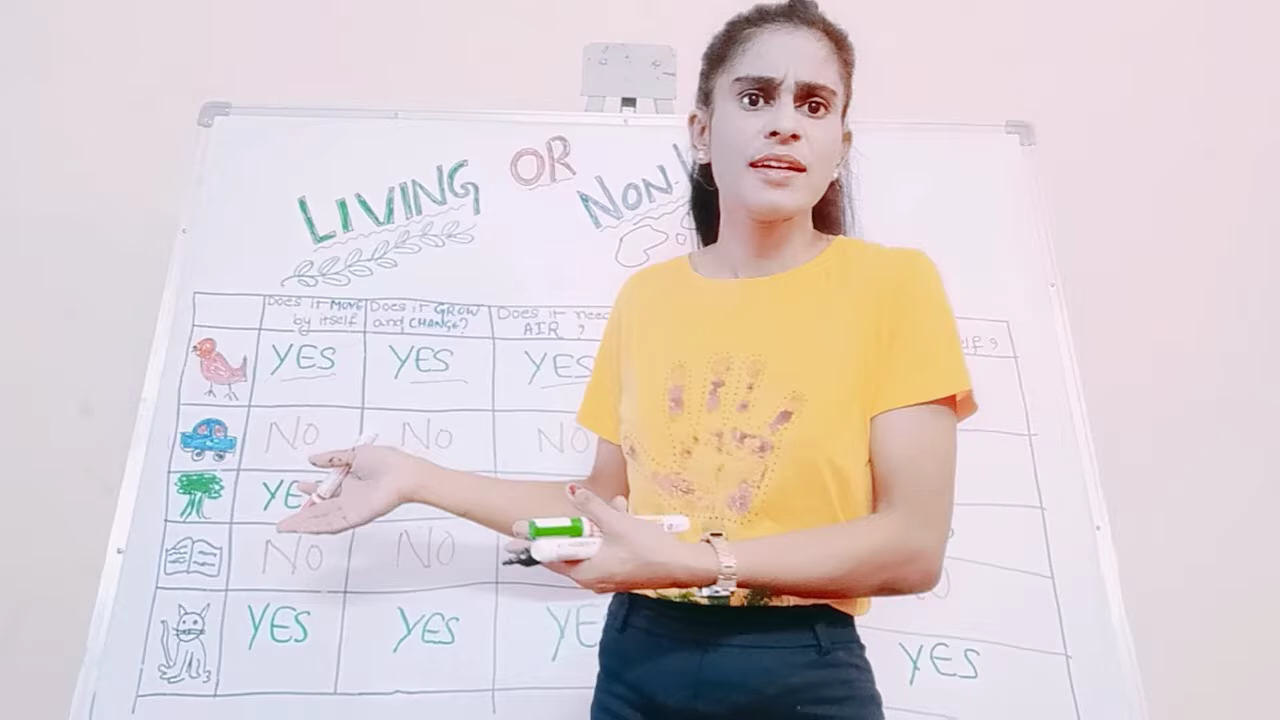 LIVING OR NON-
Does it MOVE by itself
Does it GROW and CHANGE?
Does it need AIR ?
lf ?
YES YES YES
NO NO NO
YE
NO NO
YES YES YE YES